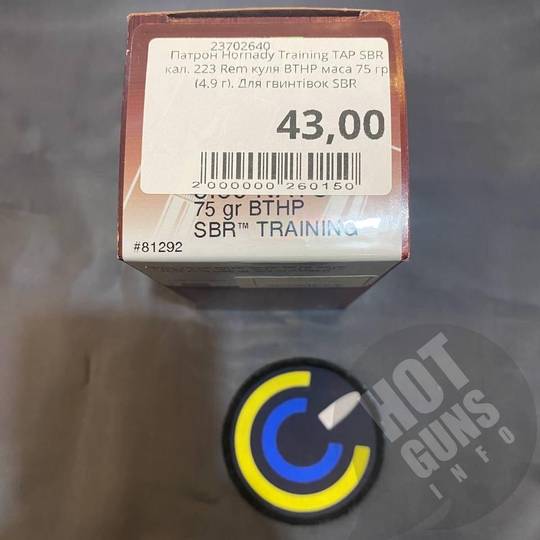 23702640
Патрон Hornady Training TAP SBR
кал. 223 Rem куля BTHP маса 75 гр
(4.9 г). Для гвинтівок SBR
43,00
2 000000 260150
75 gr BTHP
SBR™ TRAINING
#81292
HOT
GUNS
INFO